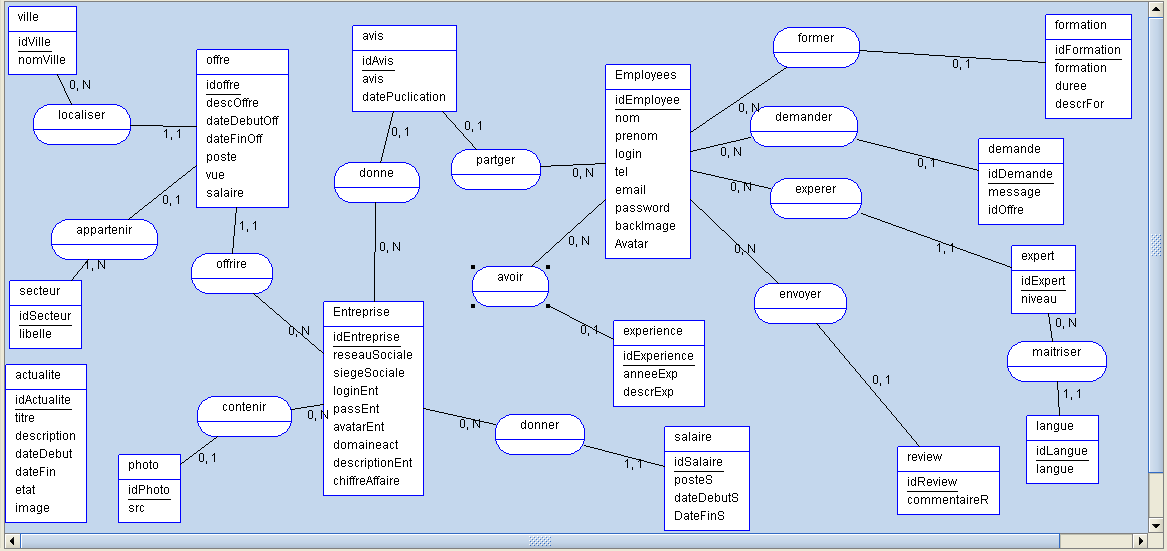 ville
idVille
nomVille
0, N
localiser
1, 1
offre
idoffre
descOffre
dateDebutOff
dateFinOff
poste
vue
salaire
0, 1
appartenir
1, N
secteur
idSecteur
libelle
1, 1
offrire
0, N
avis
idAvis
avis
datePuclication
0, 1
donne
0, N
0, 1
partger
0, N
Employees
idEmployee
nom
prenom
login
tel
email
password
backImage
Avatar
former
0, N
0, 1
formation
idFormation
formation
duree
descrFor
demander
0, N
0, 1
demande
idDemande
message
idOffre
experer
0, N
1, 1
expert
idExpert
niveau
0, N
maitriser
1, 1
langue
idLangue
langue
0, N
avoir
0, 1
experience
idExperience
anneeExp
descrExp
0, N
envoyer
0, 1
review
idReview
commentaireR
Entreprise
idEntreprise
reseauSociale
siegeSociale
loginEnt
passEnt
avatarEnt
domaineact
descriptionEnt
chiffreAffaire
0, N
contenir
0, 1
photo
idPhoto
src
0, N
donner
1, 1
salaire
idSalaire
posteS
dateDebutS
DateFinS
actualite
idActualite
titre
description
dateDebut
dateFin
etat
image